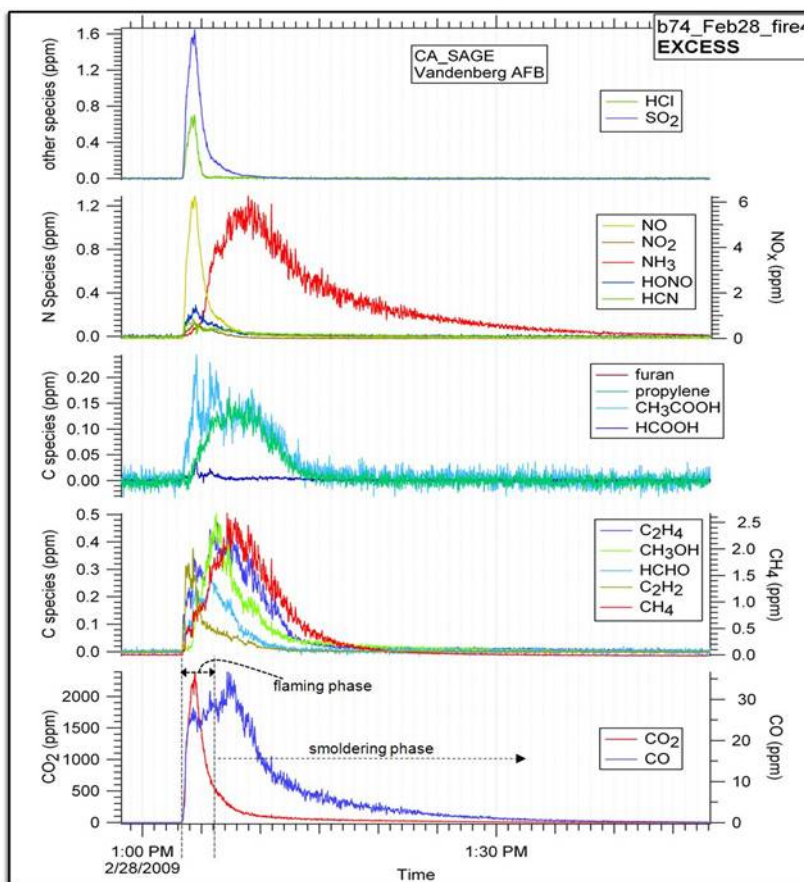 b74_Feb28_fire4
EXCESS
CA_SAGE
Vandenberg AFB
other species (ppm)
1.6
1.2
0.8
0.4
0.0
HCl
SO2
N Species (ppm)
1.2
0.8
0.4
0.0
NO
NO2
NH3
HONO
HCN
6
4
2
0
NOx (ppm)
C species (ppm)
0.20
0.15
0.10
0.05
0.00
furan
propylene
CH3COOH
HCOOH
C species (ppm)
0.5
0.4
0.3
0.2
0.1
0.0
C2H4
CH3OH
HCHO
C2H2
CH4
2.5
2.0
1.5
1.0
0.5
0.0
CH4 (ppm)
flaming phase
smoldering phase
CO2 (ppm)
2000
1500
1000
500
0
CO2
CO
30
20
10
0
CO (ppm)
1:00 PM
2/28/2009
1:30 PM
Time